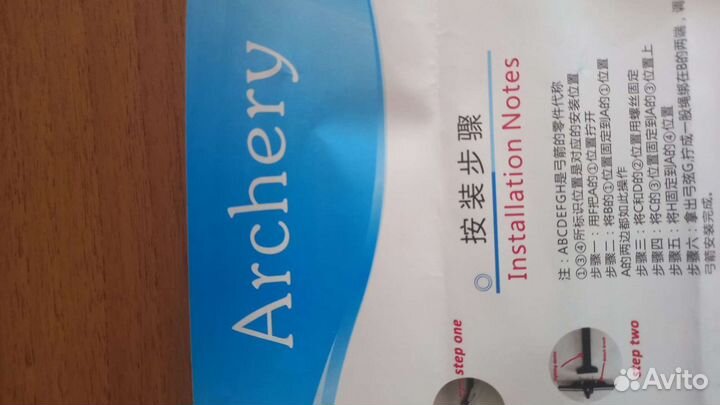 Archery
按装步骤
Installation Notes
注：ABCDEFGH是弓箭的零件代称
①③④所标识位置是对应的安装位置
步骤一：用F把A的①位置拧开
步骤二：将B的①位置固定到A的①位置
A的两边都如此操作
步骤三：将C和D的②位置用螺丝固定
步骤四：将C的③位置固定到A的③位置上
步骤五：将H固定到A的④位置
步骤六：拿出弓弦G,拧成一股绳绑在B的两端，调
弓箭安装完成。
step one
step two
Avito